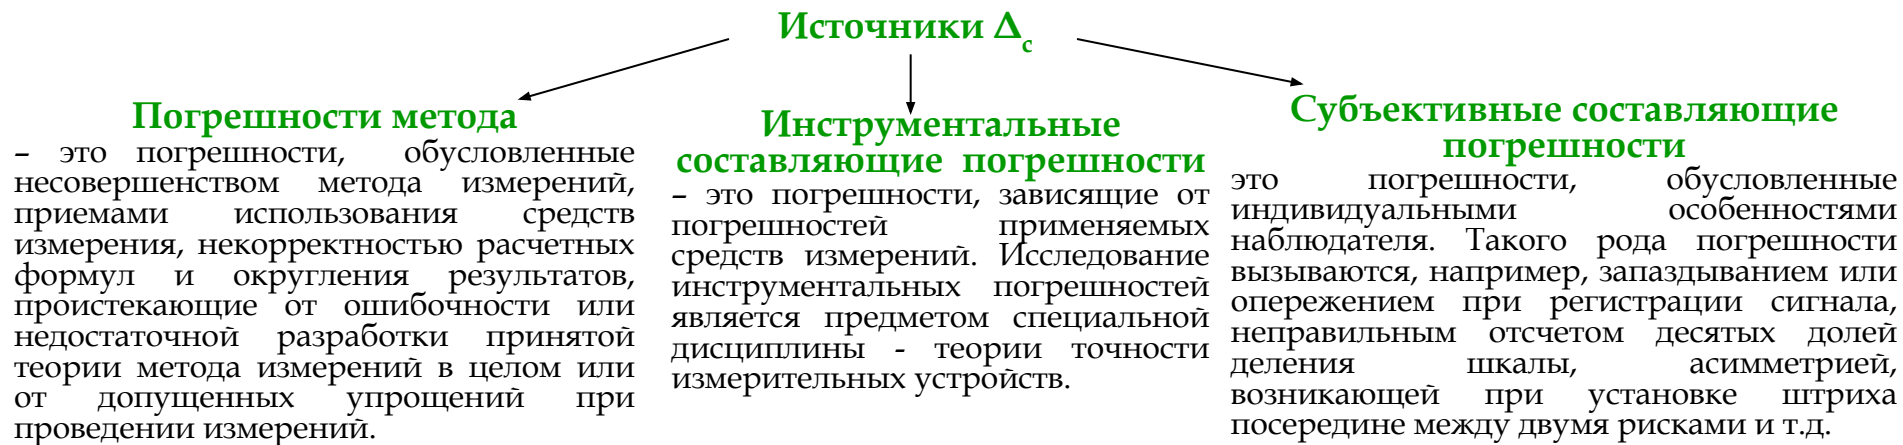 Источники Δc
Погрешности метода
– это погрешности, обусловленные
несовершенством метода измерений,
приемами использования средств
измерения, некорректностью расчетных
формул и округления результатов,
проистекающие от ошибочности или
недостаточной разработки принятой
теории метода измерений в целом или
от допущенных упрощений при
проведении измерений.
Инструментальные
составляющие погрешности
– это погрешности, зависящие от
погрешностей применяемых
средств измерений. Исследование
инструментальных погрешностей
является предметом специальной
дисциплины - теории точности
измерительных устройств.
Субъективные составляющие
погрешности
это погрешности, обусловленные
индивидуальными особенностями
наблюдателя. Такого рода погрешности
вызываются, например, запаздыванием или
опережением при регистрации сигнала,
неправильным отсчетом десятых долей
деления шкалы, асимметрией,
возникающей при установке штриха
посередине между двумя рисками и т.д.